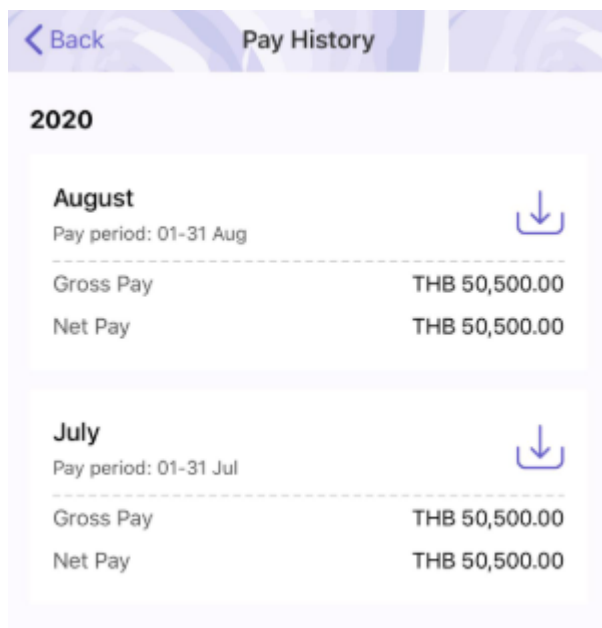 Back Pay History
2020
August
Pay period: 01-31 Aug
Gross Pay THB 50,500.00
Net Pay THB 50,500.00
July
Pay period: 01-31 Jul
Gross Pay THB 50,500.00
Net Pay THB 50,500.00